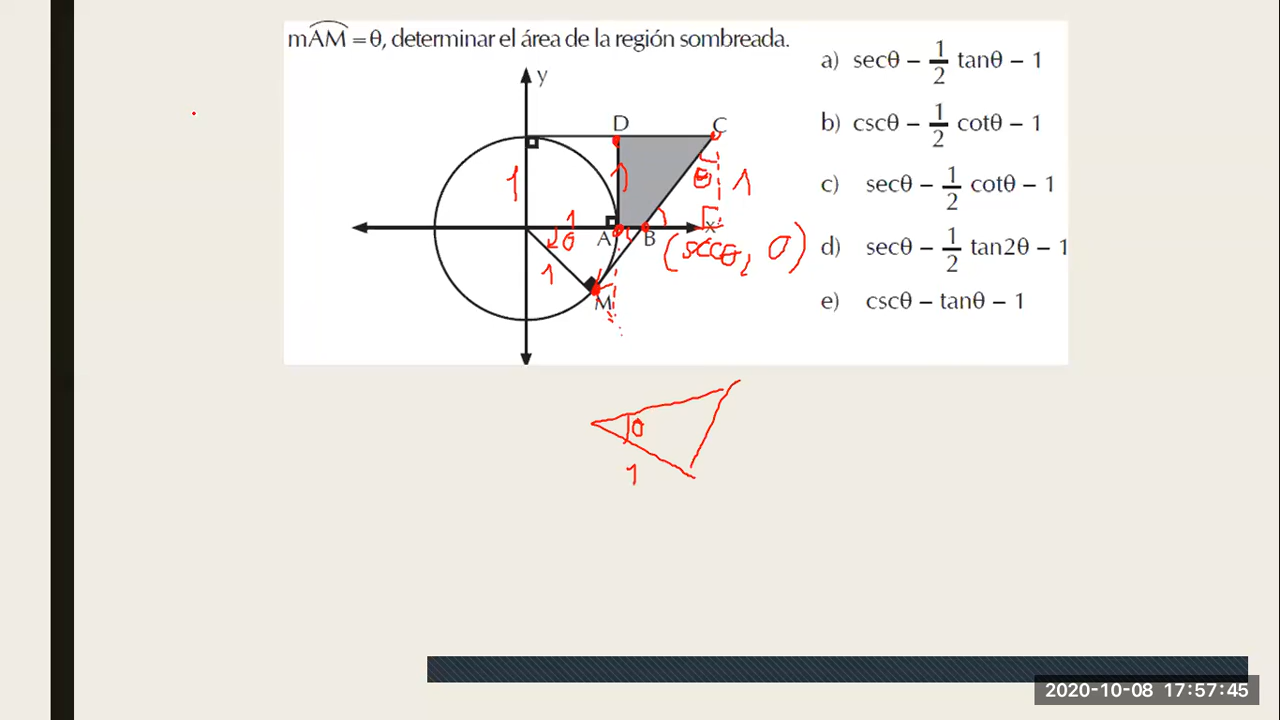 mAM = θ, determinar el área de la región sombreada.
a) secθ – 1/2 tanθ – 1
y
D
C
b) cscθ – 1/2 cotθ – 1
1
1
θ
1
c) secθ – 1/2 cotθ – 1
1
A
B
x
θ
(secθ, 0)
d) secθ – 1/2 tan2θ – 1
1
M
e) cscθ – tanθ – 1
θ
1
2020-10-08 17:57:45